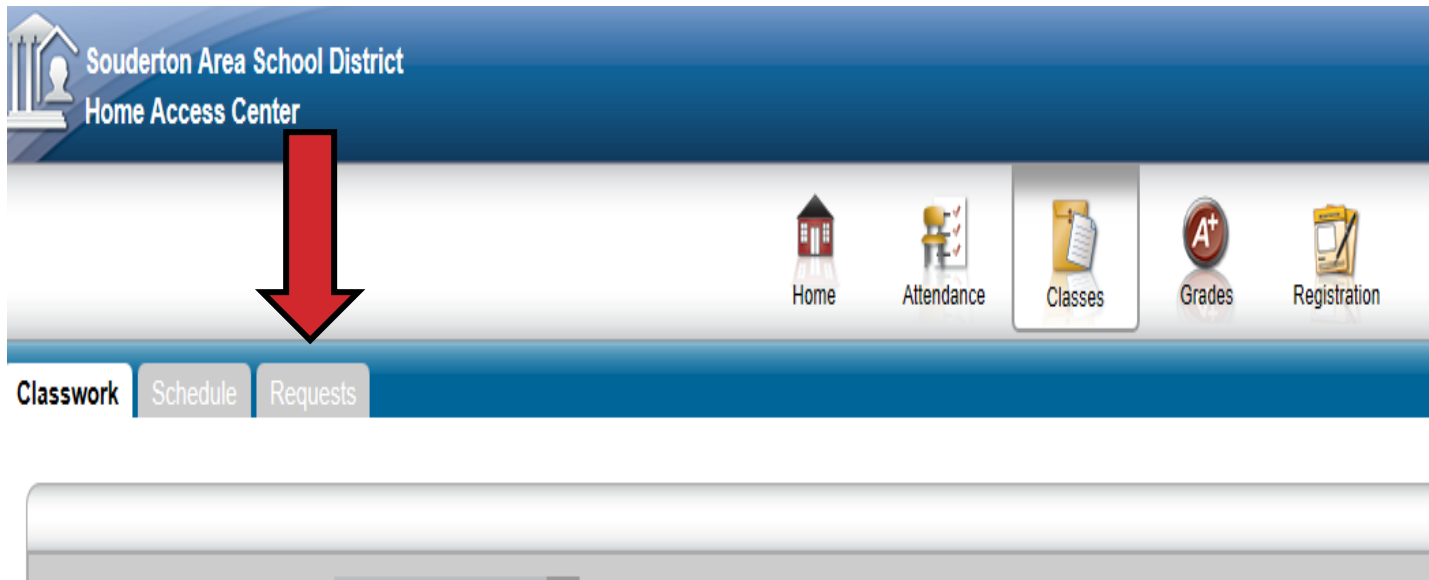 Souderton Area School District
Home Access Center
Home Attendance Classes A+ Grades Registration
Classwork Schedule Requests